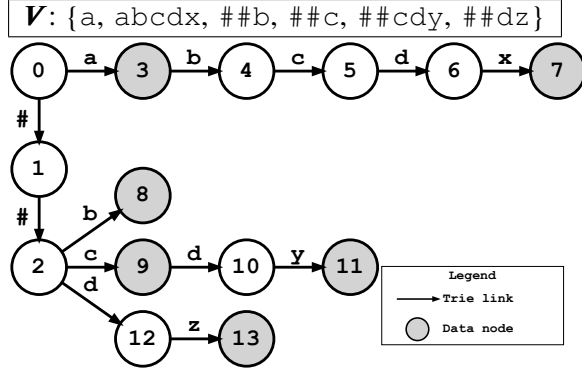 V: {a, abcdx, ##b, ##c, ##cdy, ##dz}
0 a 3 b 4 c 5 d 6 x 7
#
1
#
b 8
2 c 9 d 10 y 11
d
12 z 13
Legend
Trie link
Data node